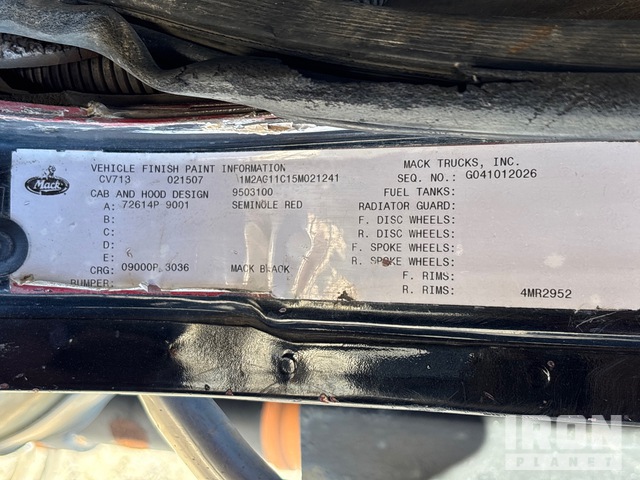 Mack
VEHICLE FINISH PAINT INFORMATION
CV713 021507 1M2AG11C15M021241
CAB AND HOOD DESIGN 9503100
A: 72614P 9001 SEMINOLE RED
B:
C:
D:
E:
CRG: 09000P 3036 MACK BLACK
BUMPER:
MACK TRUCKS, INC.
SEQ. NO.: G041012026
FUEL TANKS:
RADIATOR GUARD:
F. DISC WHEELS:
R. DISC WHEELS:
F. SPOKE WHEELS:
R. SPOKE WHEELS:
F. RIMS:
R. RIMS:
4MR2952
IRON
PLANET